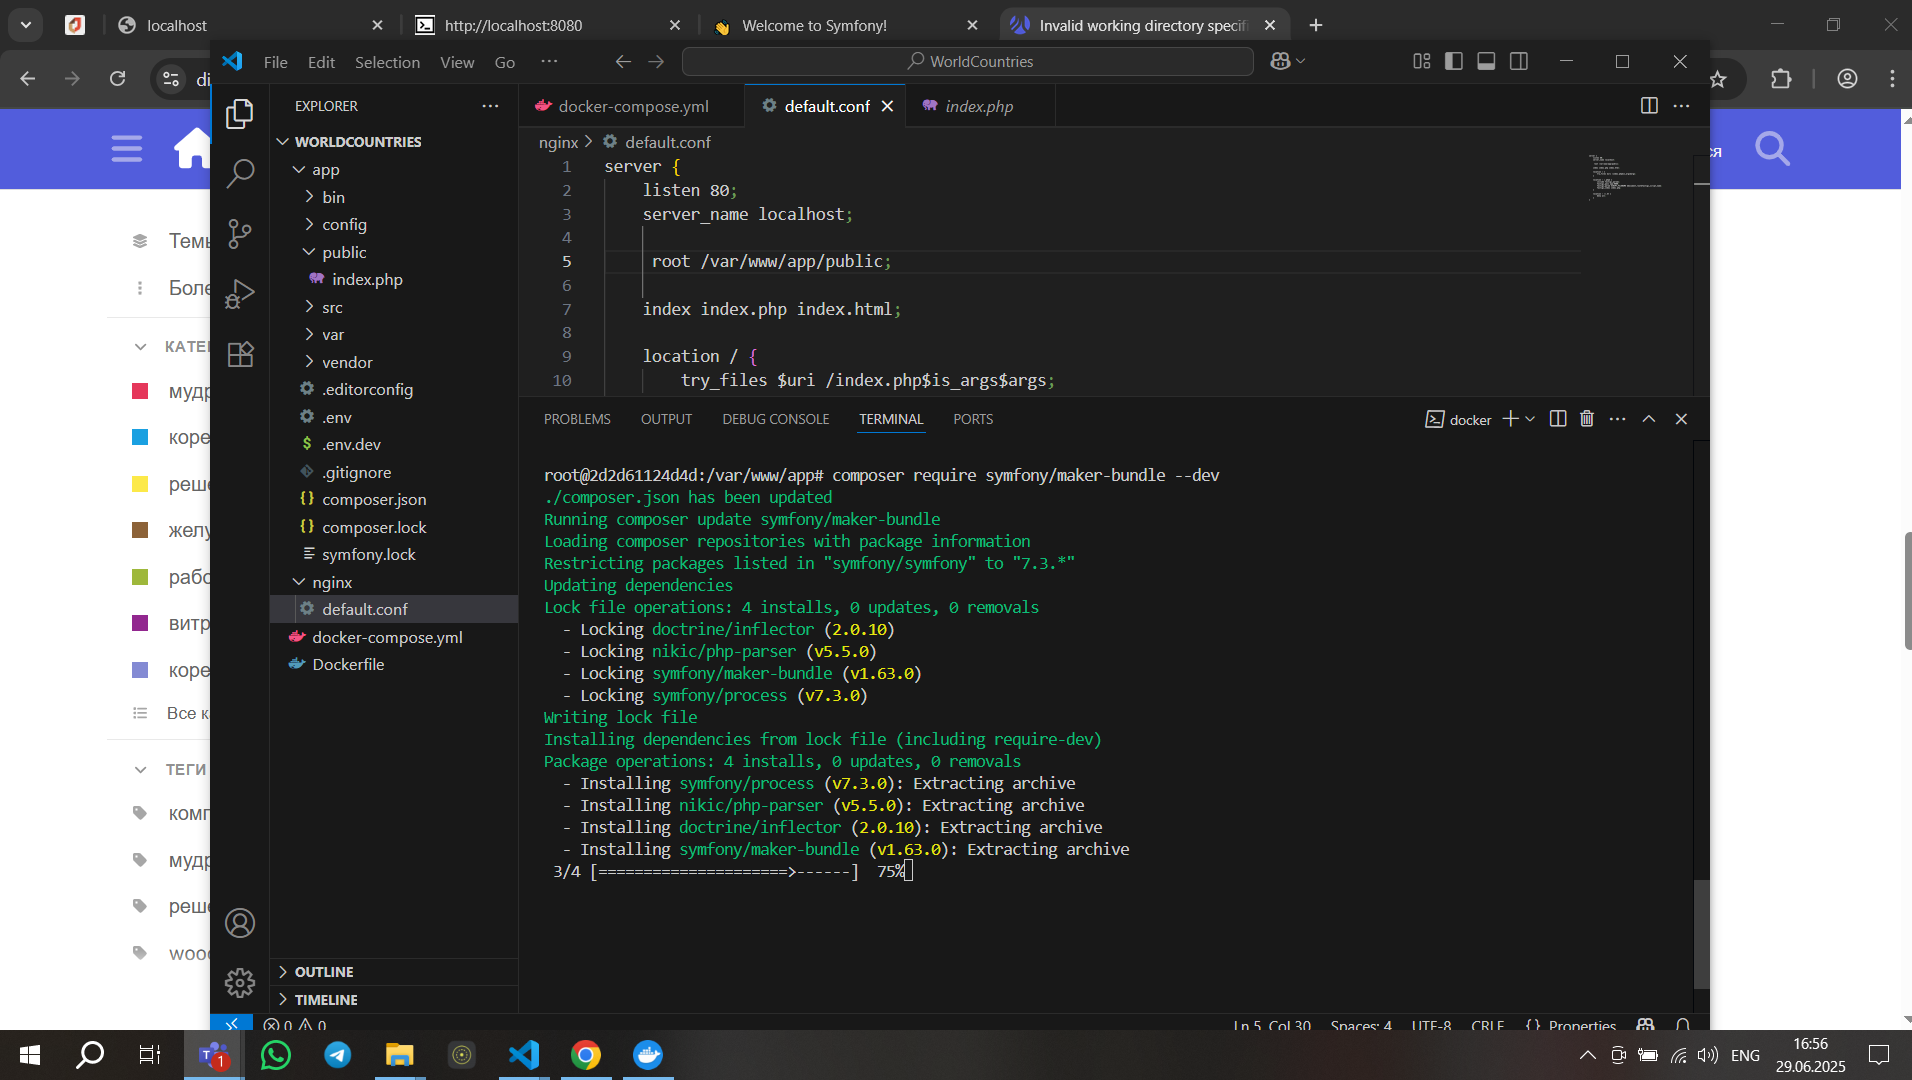 localhost
http://localhost:8080
Welcome to Symfony!
Invalid working directory specifi
di
File Edit Selection View Go
WorldCountries
ся
Темы
КАТЕГ
мудр
коре
желу
рабо
витр
коре
ТЕГИ
мудр
EXPLORER
WORLDCOUNTRIES
app
bin
config
public
index.php
src
var
vendor
.editorconfig
.env
.env.dev
.gitignore
composer.json
composer.lock
symfony.lock
nginx
default.conf
docker-compose.yml
Dockerfile
OUTLINE
TIMELINE
docker-compose.yml
default.conf
index.php
nginx > default.conf
1 server {
2 listen 80;
3 server_name localhost;
4
5 root /var/www/app/public;
6
7 index index.php index.html;
8
9 location / {
10 try_files $uri /index.php$is_args$args;
PROBLEMS OUTPUT DEBUG CONSOLE TERMINAL PORTS
docker
root@2d2d61124d4d:/var/www/app# composer require symfony/maker-bundle --dev
./composer.json has been updated
Running composer update symfony/maker-bundle
Loading composer repositories with package information
Restricting packages listed in "symfony/symfony" to "7.3.*"
Updating dependencies
Lock file operations: 4 installs, 0 updates, 0 removals
- Locking doctrine/inflector (2.0.10)
- Locking nikic/php-parser (v5.5.0)
- Locking symfony/maker-bundle (v1.63.0)
- Locking symfony/process (v7.3.0)
Writing lock file
Installing dependencies from lock file (including require-dev)
Package operations: 4 installs, 0 updates, 0 removals
- Installing symfony/process (v7.3.0): Extracting archive
- Installing nikic/php-parser (v5.5.0): Extracting archive
- Installing doctrine/inflector (2.0.10): Extracting archive
- Installing symfony/maker-bundle (v1.63.0): Extracting archive
3/4 [=====================>------] 75%
0 0
Ln 5, Col 30 Spaces: 4 UTF-8 CRLF {} Properties
1
ENG
16:56
29.06.2025